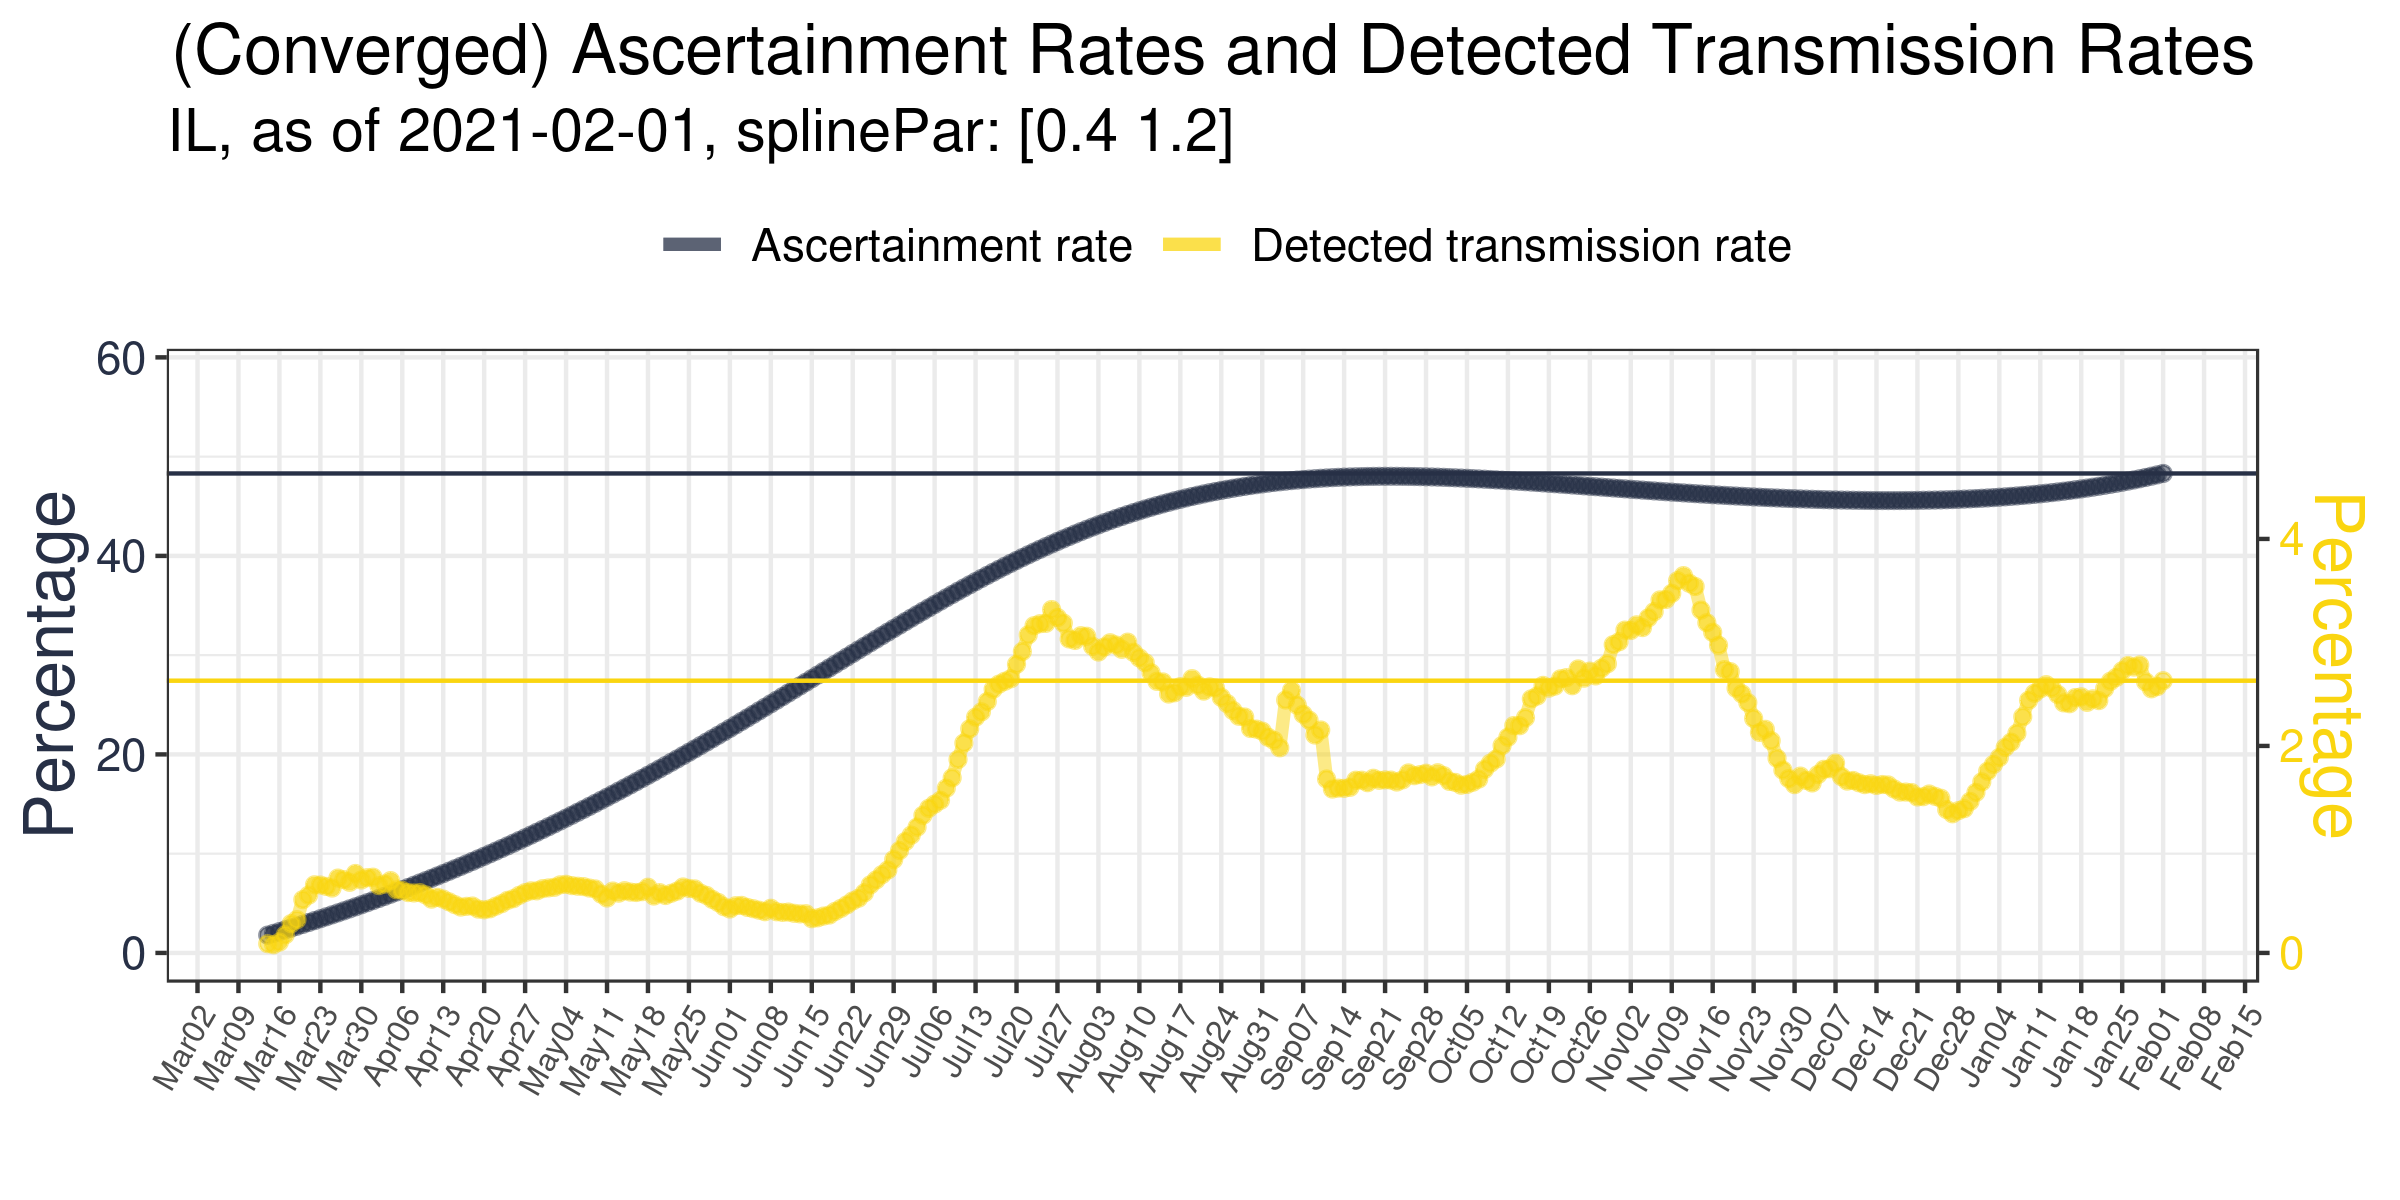 (Converged) Ascertainment Rates and Detected Transmission Rates
IL, as of 2021-02-01, splinePar: [0.4 1.2]
Ascertainment rate
Detected transmission rate
Percentage
60
40
20
0
4
2
0
Percentage
Mar02
Mar09
Mar16
Mar23
Mar30
Apr06
Apr13
Apr20
Apr27
May04
May11
May18
May25
Jun01
Jun08
Jun15
Jun22
Jun29
Jul06
Jul13
Jul20
Jul27
Aug03
Aug10
Aug17
Aug24
Aug31
Sep07
Sep14
Sep21
Sep28
Oct05
Oct12
Oct19
Oct26
Nov02
Nov09
Nov16
Nov23
Nov30
Dec07
Dec14
Dec21
Dec28
Jan04
Jan11
Jan18
Jan25
Feb01
Feb08
Feb15